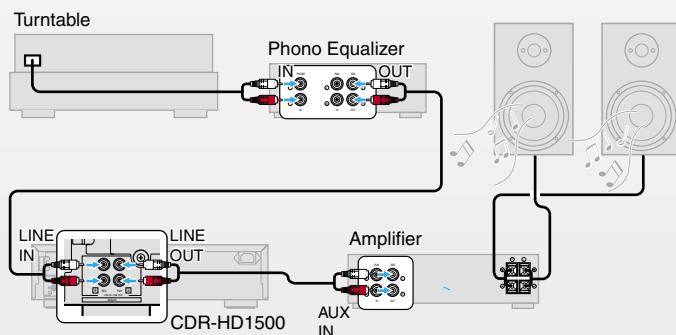 Turntable
Phono Equalizer
IN
OUT
LINE
IN
LINE
OUT
CDR-HD1500
Amplifier
AUX
IN